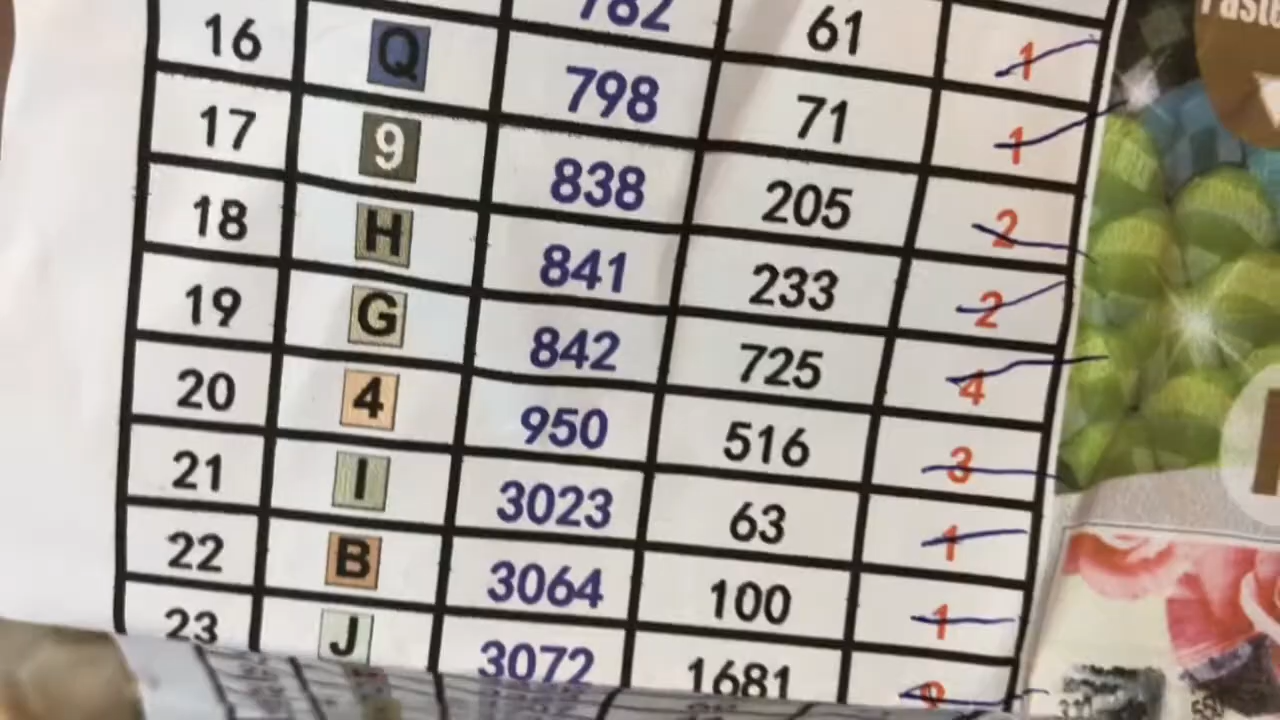 782 61 1
16 Q 798 71 1
17 9 838 205 2
18 H 841 233 2
19 G 842 725 4
20 4 950 516 3
21 I 3023 63 1
22 B 3064 100 1
23 J 3072 1681